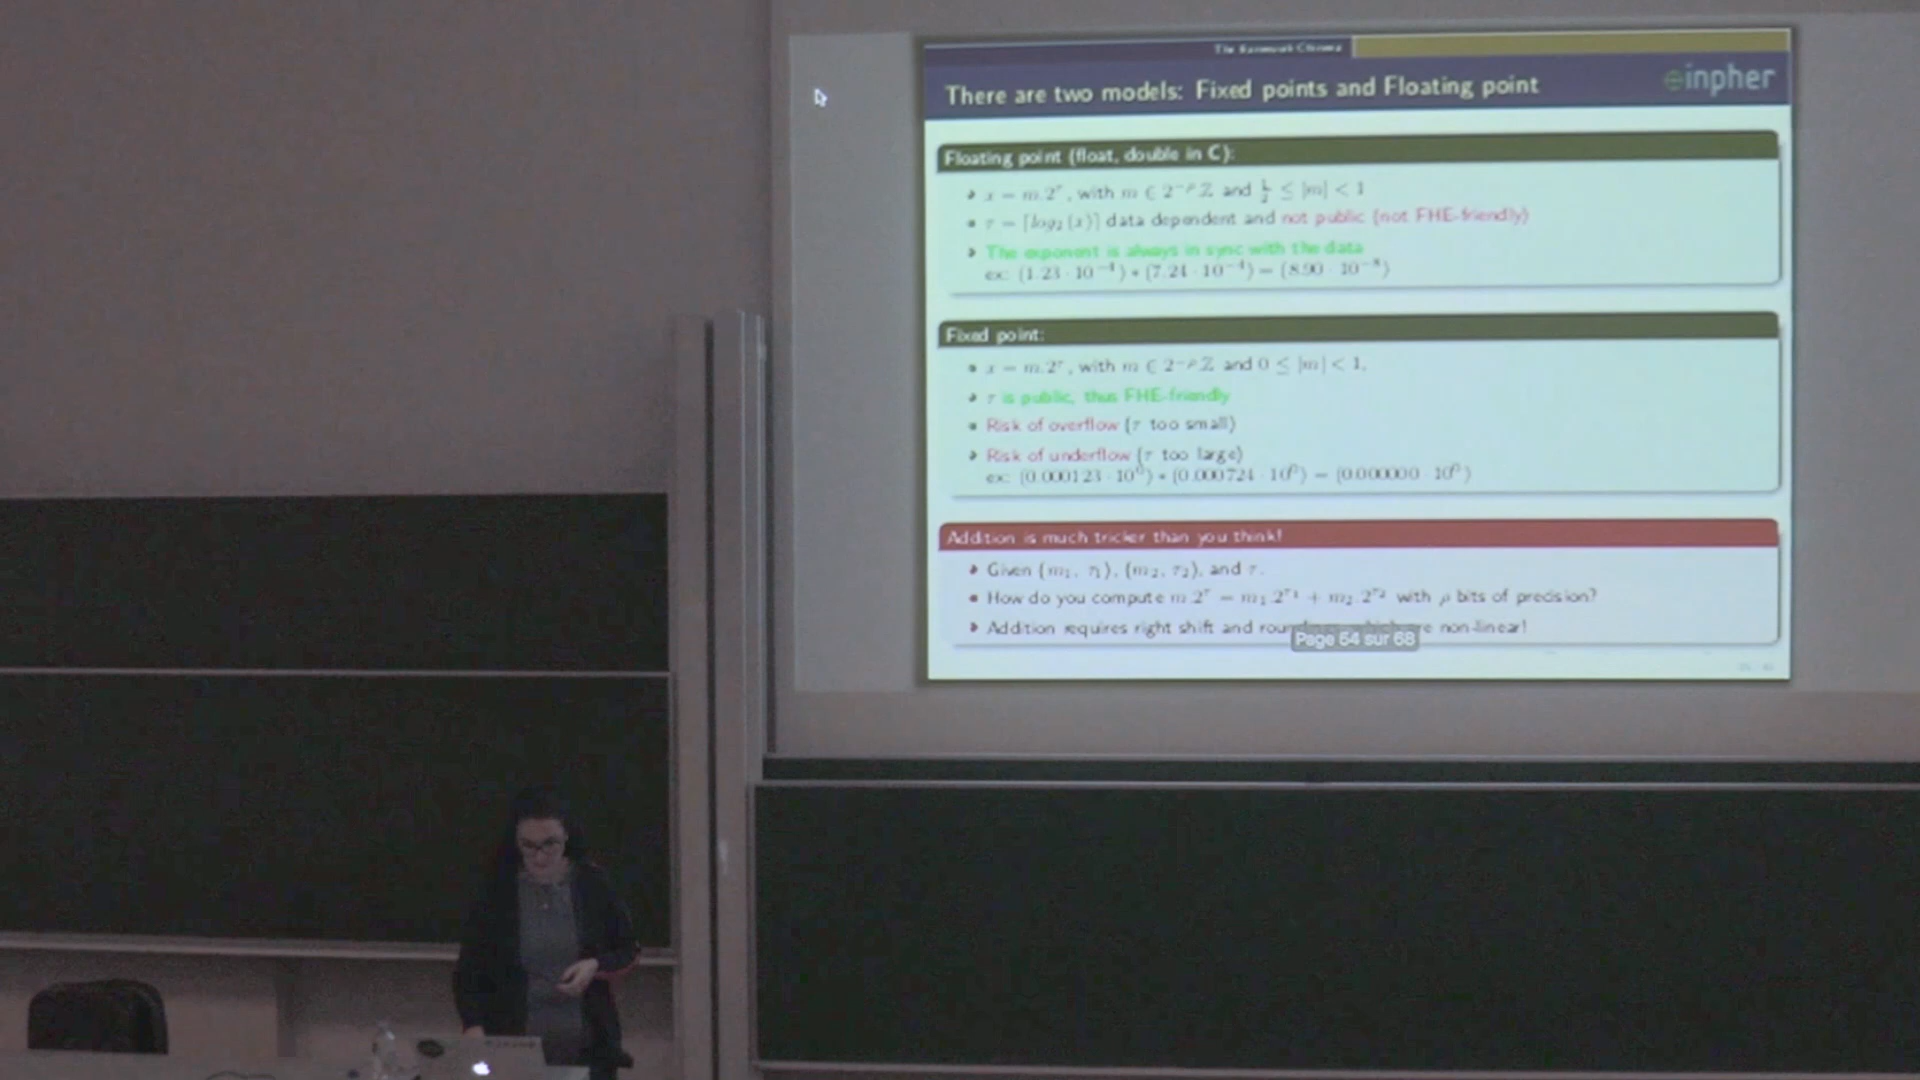 The Homework Chimera
There are two models: Fixed points and Floating point
inpher
Floating point (float, double in C):
x = m.2^τ, with m ∈ 2^−ρ ℤ and 1/2 ≤ |m| < 1
τ = ⌈log₂(x)⌉ data dependent and not public (not FHE-friendly)
The exponent is always in sync with the data
ex: (1.23 · 10^−4) * (7.24 · 10^−4) = (8.90 · 10^−8)
Fixed point:
x = m.2^τ, with m ∈ 2^−ρ ℤ and 0 ≤ |m| < 1.
τ is public, thus FHE-friendly
Risk of overflow (τ too small)
Risk of underflow (τ too large)
ex: (0.000123 · 10^0) * (0.000724 · 10^0) = (0.000000 · 10^0)
Addition is much tricker than you think!
Given (m₁, τ₁), (m₂, τ₂), and τ.
How do you compute m.2^τ = m₁.2^τ₁ + m₂.2^τ₂ with ρ bits of precision?
Addition requires right shift and non-linear!
Page 64 sur 68